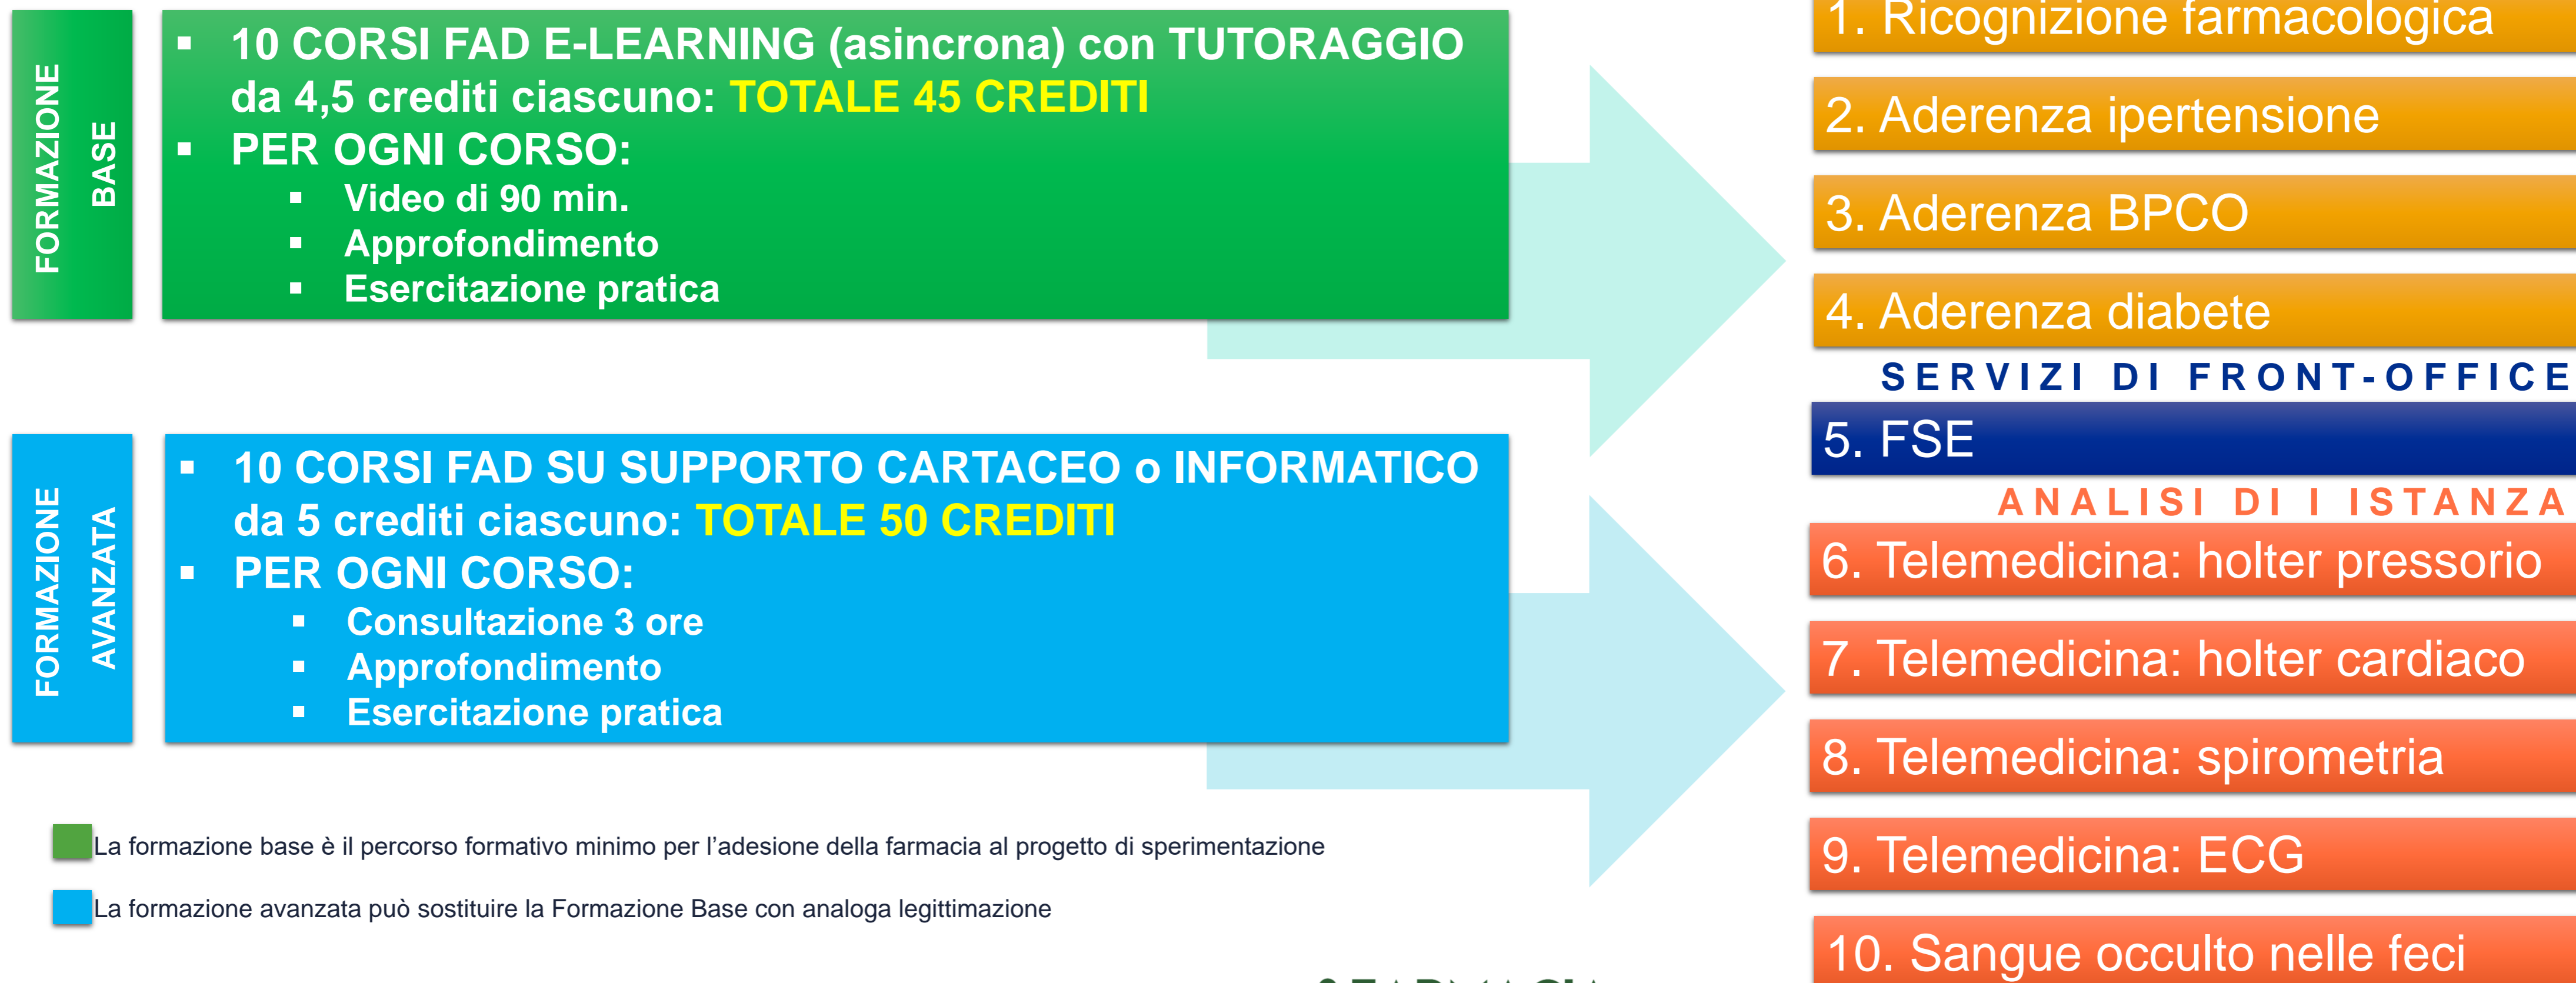 FORMAZIONE
BASE
▪ 10 CORSI FAD E-LEARNING (asincrona) con TUTORAGGIO
da 4,5 crediti ciascuno: TOTALE 45 CREDITI
▪ PER OGNI CORSO:
▪ Video di 90 min.
▪ Approfondimento
▪ Esercitazione pratica
FORMAZIONE
AVANZATA
▪ 10 CORSI FAD SU SUPPORTO CARTACEO o INFORMATICO
da 5 crediti ciascuno: TOTALE 50 CREDITI
▪ PER OGNI CORSO:
▪ Consultazione 3 ore
▪ Approfondimento
▪ Esercitazione pratica
La formazione base è il percorso formativo minimo per l’adesione della farmacia al progetto di sperimentazione
La formazione avanzata può sostituire la Formazione Base con analoga legittimazione
1. Ricognizione farmacologica
2. Aderenza ipertensione
3. Aderenza BPCO
4. Aderenza diabete
SERVIZI DI FRONT-OFFICE
5. FSE
ANALISI DI I ISTANZA
6. Telemedicina: holter pressorio
7. Telemedicina: holter cardiaco
8. Telemedicina: spirometria
9. Telemedicina: ECG
10. Sangue occulto nelle feci